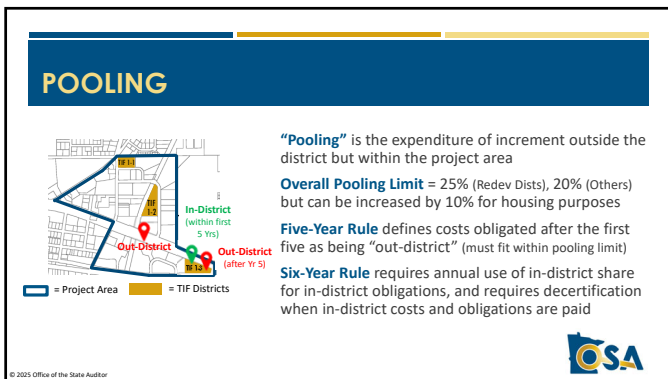 POOLING
TIF 1-1
TIF
1-2
In-District
(within first
5 Yrs)
Out-District
Out-District
(after Yr 5)
TIF 1-3
= Project Area
= TIF Districts
“Pooling” is the expenditure of increment outside the
district but within the project area
Overall Pooling Limit = 25% (Redev Dists), 20% (Others)
but can be increased by 10% for housing purposes
Five-Year Rule defines costs obligated after the first
five as being “out-district” (must fit within pooling limit)
Six-Year Rule requires annual use of in-district share
for in-district obligations, and requires decertification
when in-district costs and obligations are paid
OSA
© 2025 Office of the State Auditor